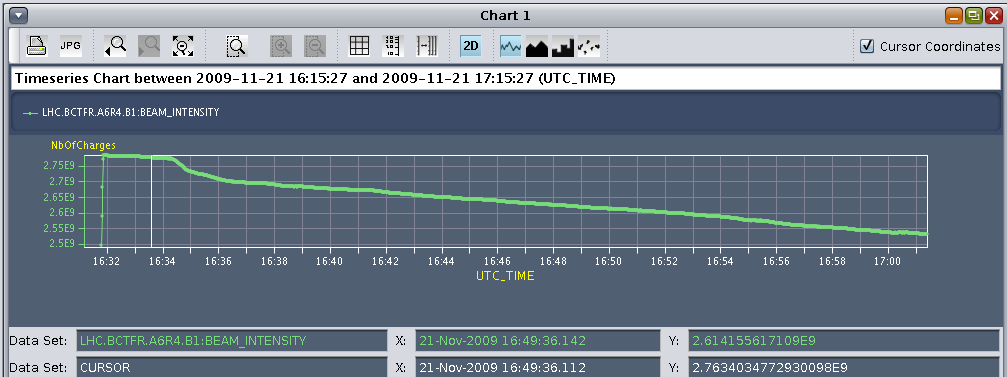 Chart 1
JPG 2D Cursor Coordinates
Timeseries Chart between 2009-11-21 16:15:27 and 2009-11-21 17:15:27 (UTC_TIME)
LHC.BCTFR.A6R4.B1:BEAM_INTENSITY
NbOfCharges
2.75E9
2.7E9
2.65E9
2.6E9
2.55E9
2.5E9
16:32 16:34 16:36 16:38 16:40 16:42 16:44 16:46 16:48 16:50 16:52 16:54 16:56 16:58 17:00
UTC_TIME
Data Set: LHC.BCTFR.A6R4.B1:BEAM_INTENSITY X: 21-Nov-2009 16:49:36.142 Y: 2.614155617109E9
Data Set: CURSOR X: 21-Nov-2009 16:49:36.112 Y: 2.7634034772930098E9